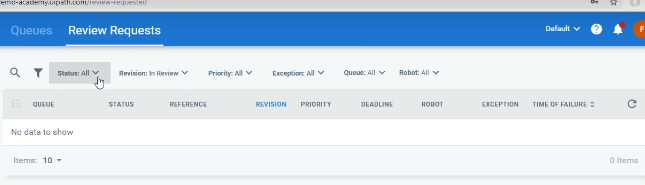 demo-academy.uipath.com/review-requested
Queues Review Requests Default
Status: All Revision: In Review Priority: All Exception: All Queue: All Robot: All
QUEUE STATUS REFERENCE REVISION PRIORITY DEADLINE ROBOT EXCEPTION TIME OF FAILURE
No data to show
Items: 10 0 Items